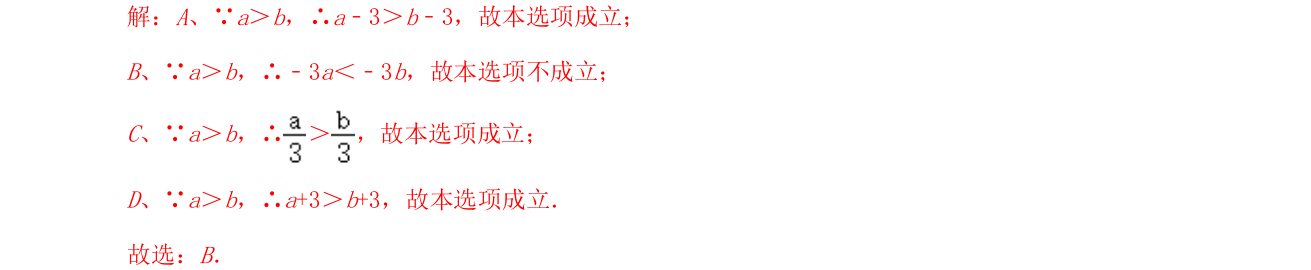 解：A、∵a＞b，∴a﹣3＞b﹣3，故本选项成立；
B、∵a＞b，∴﹣3a＜﹣3b，故本选项不成立；
C、∵a＞b，∴a/3＞b/3，故本选项成立；
D、∵a＞b，∴a+3＞b+3，故本选项成立．
故选：B．